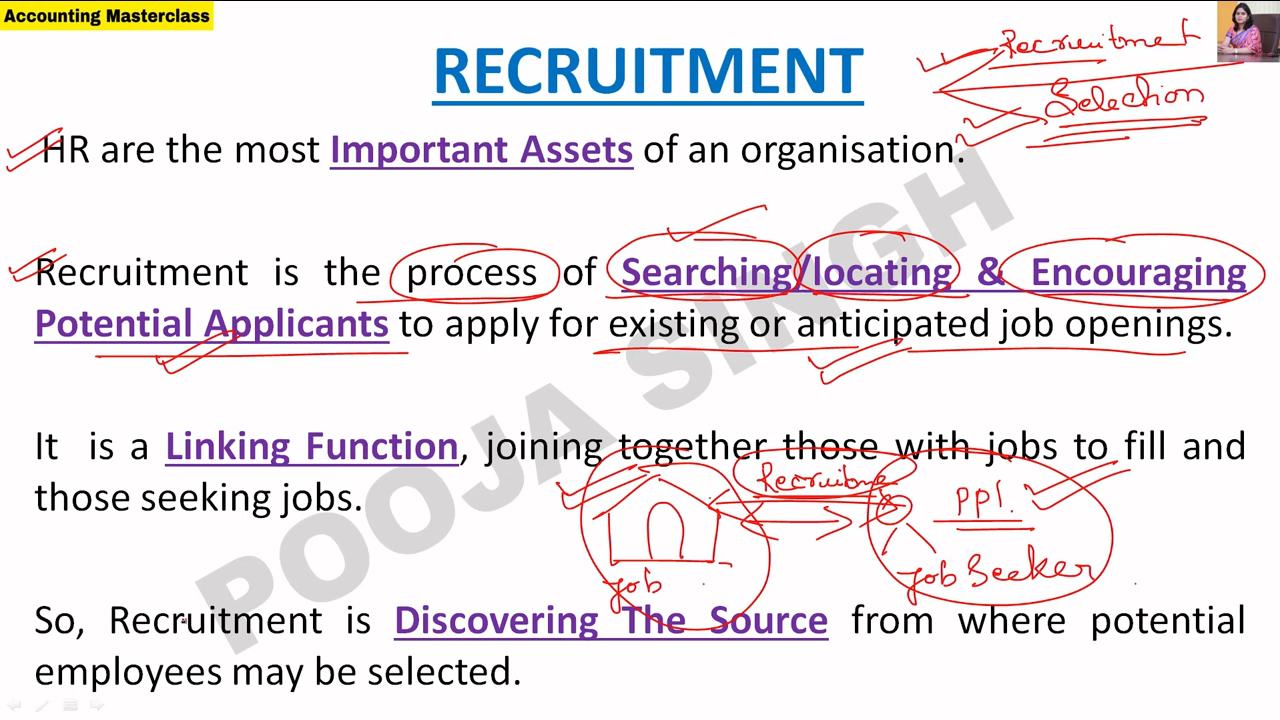 Accounting Masterclass
RECRUITMENT
Recruitment
Selection
HR are the most Important Assets of an organisation.
Recruitment is the process of Searching/locating & Encouraging
Potential Applicants to apply for existing or anticipated job openings.
It is a Linking Function, joining together those with jobs to fill and
those seeking jobs.
Recruitme
PPl.
Job
Job Seeker
So, Recruitment is Discovering The Source from where potential
employees may be selected.
POOJA SINGH